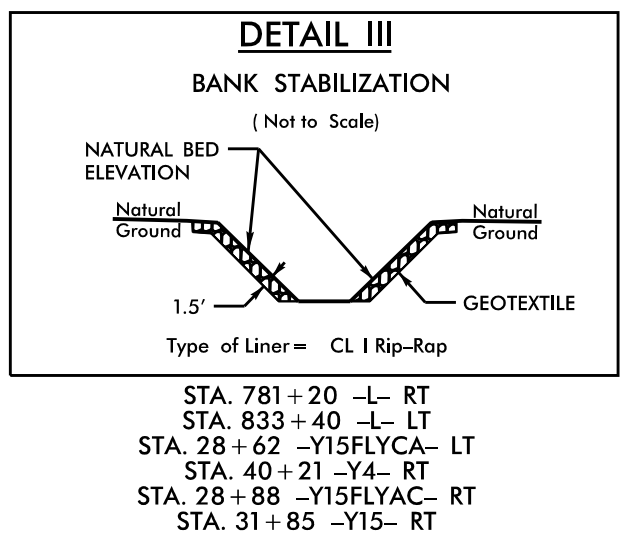 DETAIL III
BANK STABILIZATION
( Not to Scale)
NATURAL BED
ELEVATION
Natural
Ground
Natural
Ground
1.5'
GEOTEXTILE
Type of Liner = CL I Rip-Rap
STA. 781+20 -L- RT
STA. 833+40 -L- LT
STA. 28+62 -Y15FLYCA- LT
STA. 40+21 -Y4- RT
STA. 28+88 -Y15FLYAC- RT
STA. 31+85 -Y15- RT